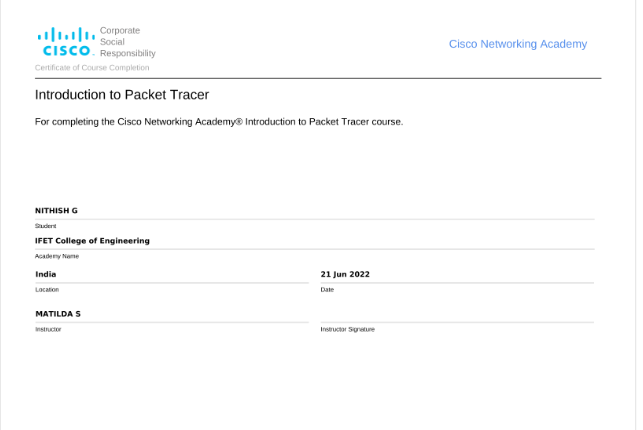 Corporate
Social
Responsibility
CISCO
Cisco Networking Academy
Certificate of Course Completion
Introduction to Packet Tracer
For completing the Cisco Networking Academy® Introduction to Packet Tracer course.
NITHISH G
Student
IFET College of Engineering
Academy Name
India
21 Jun 2022
Location
Date
MATILDA S
Instructor
Instructor Signature